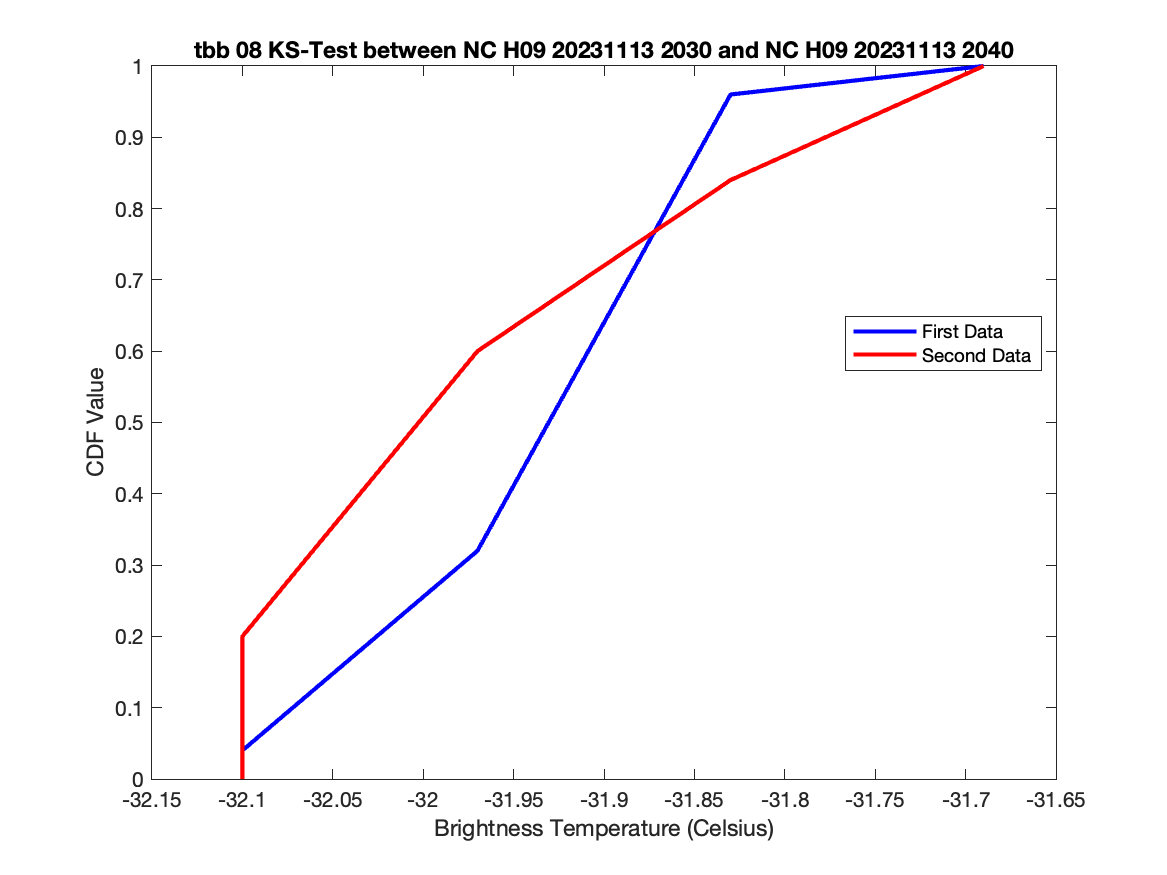 tbb 08 KS-Test between NC H09 20231113 2030 and NC H09 20231113 2040
1
0.9
0.8
0.7
0.6
0.5
0.4
0.3
0.2
0.1
0
CDF Value
First Data
Second Data
-32.15 -32.1 -32.05 -32 -31.95 -31.9 -31.85 -31.8 -31.75 -31.7 -31.65
Brightness Temperature (Celsius)